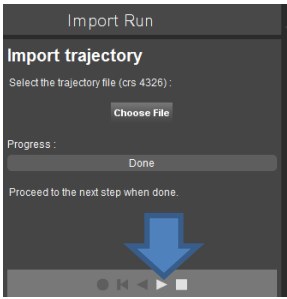 Import Run
Import trajectory
Select the trajectory file (crs 4326) :
Choose File
Progress :
Done
Proceed to the next step when done.